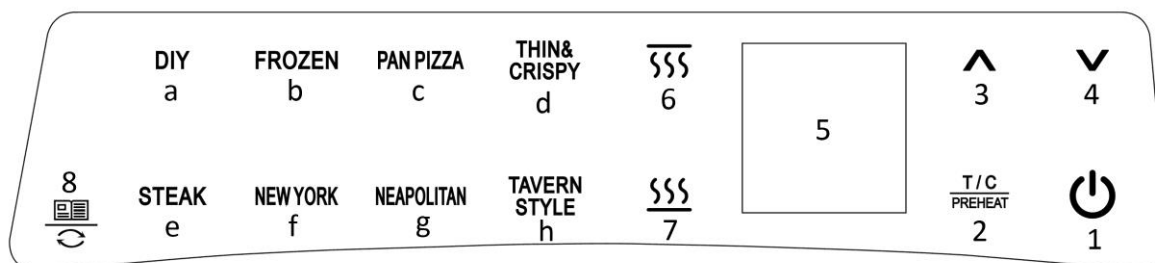 DIY
a
FROZEN
b
PAN PIZZA
c
THIN&
CRISPY
d
6
5
3
4
8
STEAK
e
NEW YORK
f
NEAPOLITAN
g
TAVERN
STYLE
h
7
T / C
PREHEAT
2
1